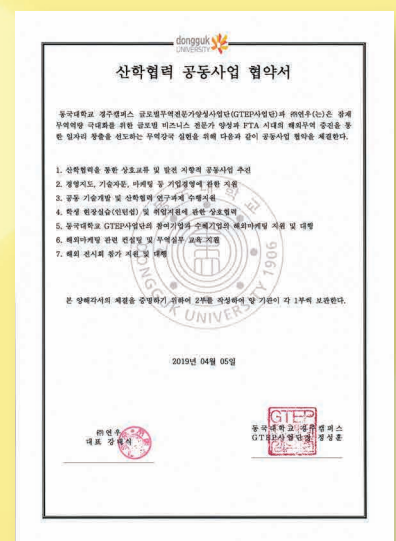 dongguk
UNIVERSITY
산학협력 공동사업 협약서
동국대학교 경주캠퍼스 글로벌무역전문가양성사업단(GTEP사업단)과 ㈜연우(는)은 잠재
무역역량 극대화를 위한 글로벌 비즈니스 전문가 양성과 FTA 시대의 해외무역 증진을 통
한 일자리 창출을 선도하는 무역강국 실현을 위해 다음과 같이 공동사업 협약을 체결한다.
1. 산학협력을 통한 상호교류 및 발전 지향적 공동사업 추진
2. 경영지도, 기술자문, 마케팅 등 기업경영에 관한 지원
3. 공동 기술개발 및 산학협력 연구과제 수행지원
4. 학생 현장실습(인턴쉽) 및 취업지원에 관한 상호협력
5. 동국대학교 GTEP사업단의 참여기업과 수혜기업의 해외마케팅 지원 및 대행
6. 해외마케팅 관련 컨설팅 및 무역실무 교육 지원
7. 해외 전시회 참가 지원 및 대행
본 양해각서의 체결을 증명하기 위하여 2부를 작성하여 양 기관이 각 1부씩 보관한다.
DONGGUK UNIVERSITY 1906
2019년 04월 05일
㈜연우
대표 강
동국대학교 경주캠퍼스
GTEP사업단장 정성훈
GTEP